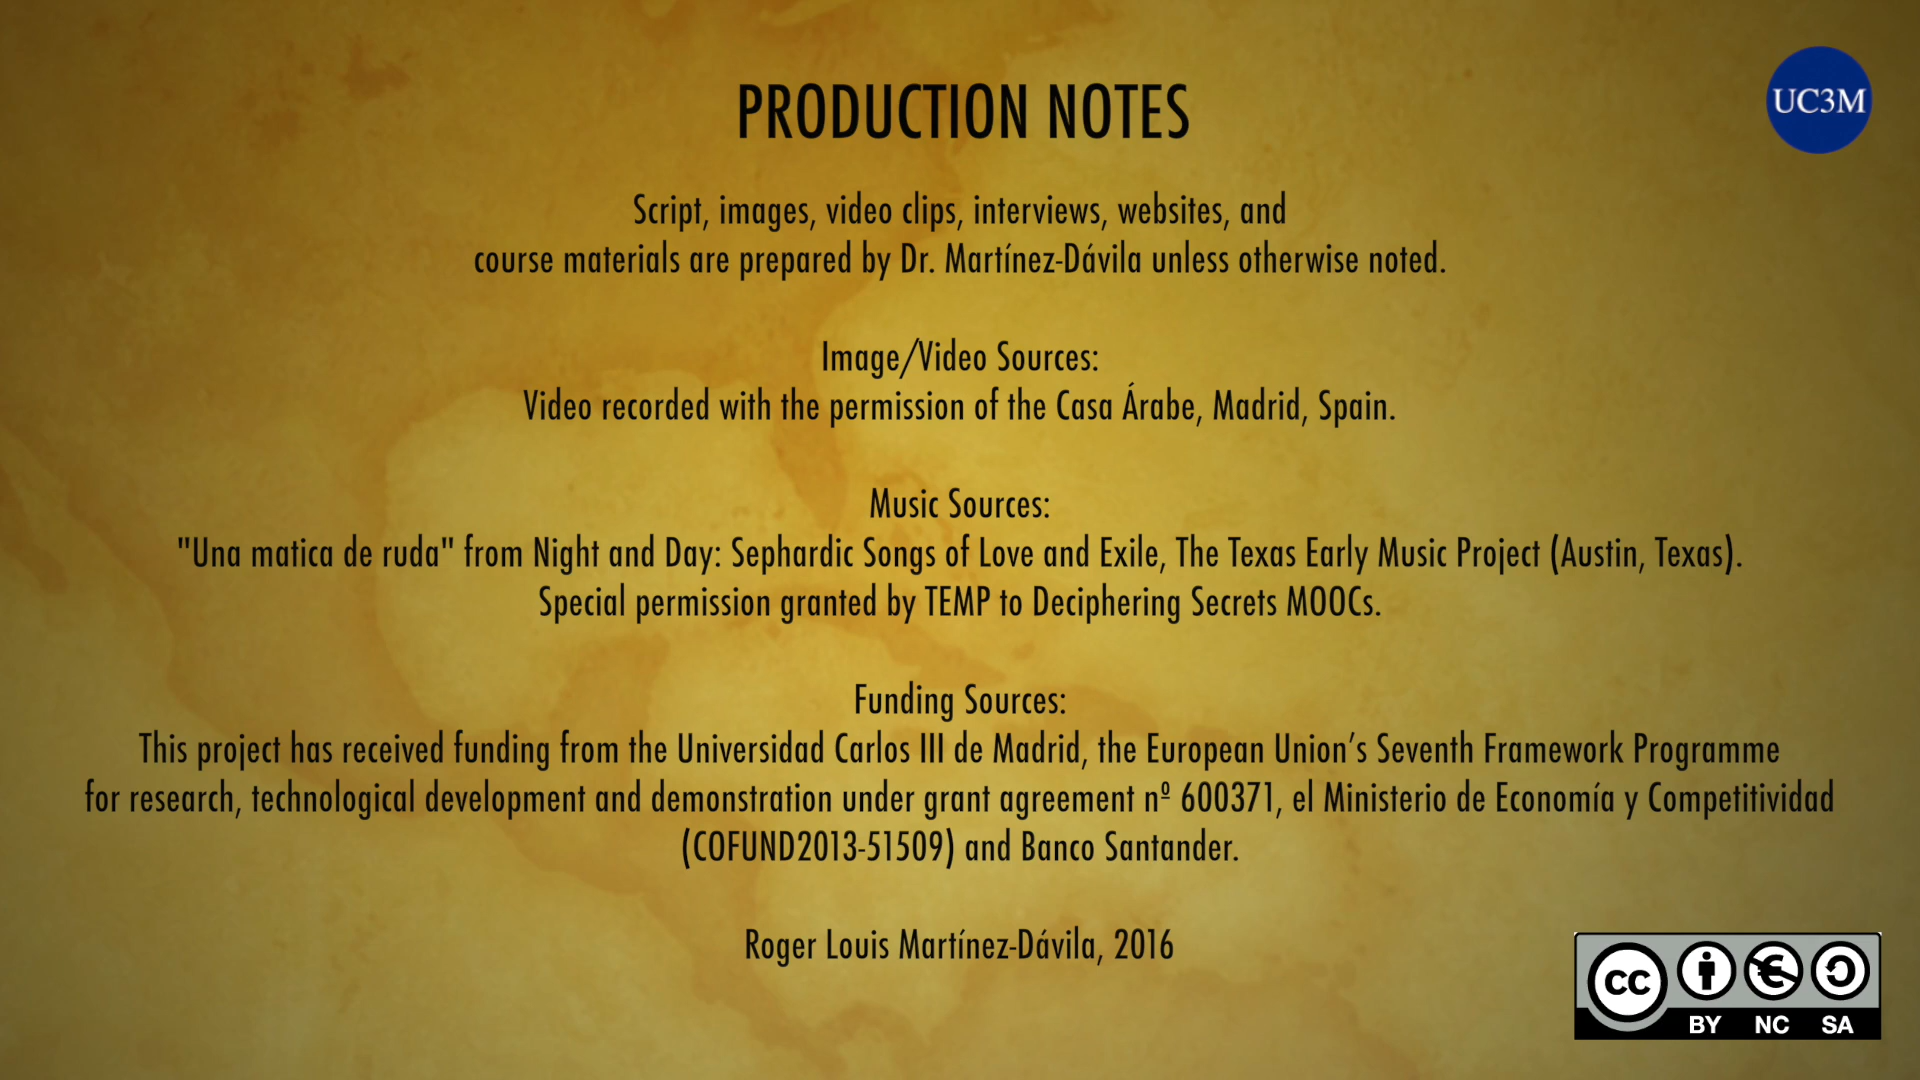 PRODUCTION NOTES
UC3M
Script, images, video clips, interviews, websites, and
course materials are prepared by Dr. Martínez-Dávila unless otherwise noted.
Image/Video Sources:
Video recorded with the permission of the Casa Árabe, Madrid, Spain.
Music Sources:
"Una matica de ruda" from Night and Day: Sephardic Songs of Love and Exile, The Texas Early Music Project (Austin, Texas).
Special permission granted by TEMP to Deciphering Secrets MOOCs.
Funding Sources:
This project has received funding from the Universidad Carlos III de Madrid, the European Union’s Seventh Framework Programme
for research, technological development and demonstration under grant agreement nº 600371, el Ministerio de Economía y Competitividad
(COFUND2013-51509) and Banco Santander.
Roger Louis Martínez-Dávila, 2016
cc
BY NC SA